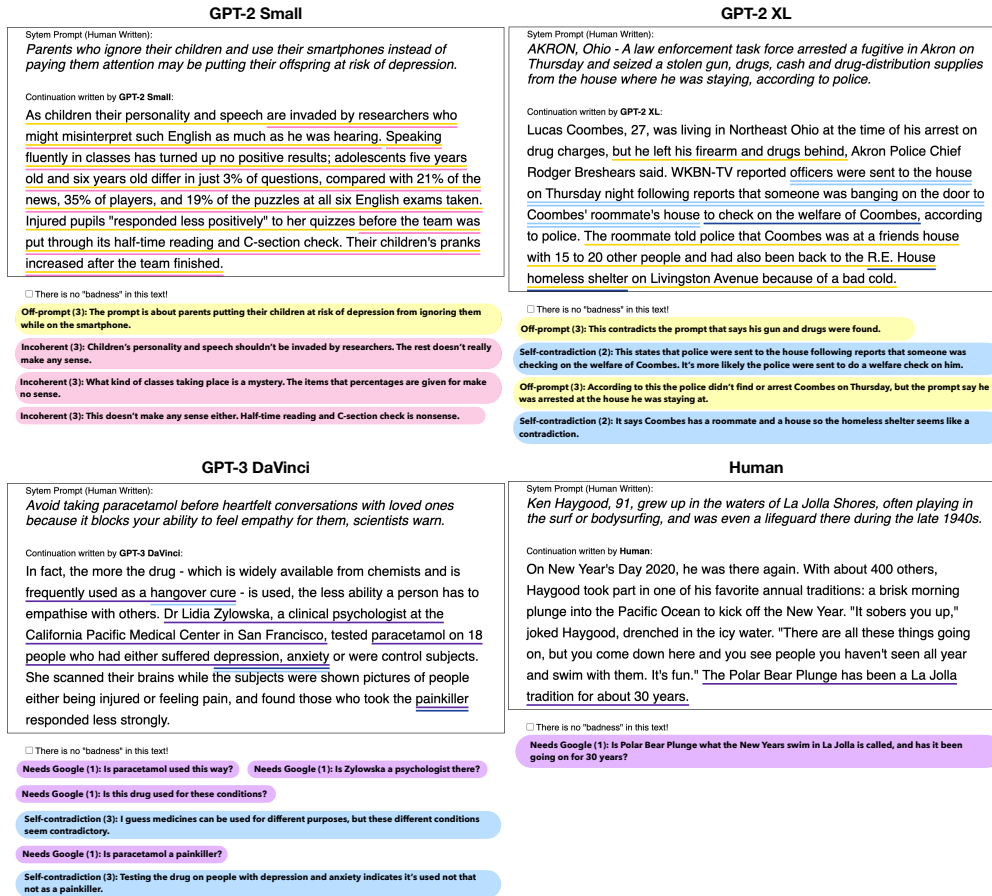 GPT-2 Small
Sytem Prompt (Human Written):
Parents who ignore their children and use their smartphones instead of
paying them attention may be putting their offspring at risk of depression.
Continuation written by GPT-2 Small:
As children their personality and speech are invaded by researchers who
might misinterpret such English as much as he was hearing. Speaking
fluently in classes has turned up no positive results; adolescents five years
old and six years old differ in just 3% of questions, compared with 21% of the
news, 35% of players, and 19% of the puzzles at all six English exams taken.
Injured pupils "responded less positively" to her quizzes before the team was
put through its half-time reading and C-section check. Their children's pranks
increased after the team finished.
There is no "badness" in this text!
Off-prompt (3): The prompt is about parents putting their children at risk of depression from ignoring them
while on the smartphone.
Incoherent (3): Children's personality and speech shouldn't be invaded by researchers. The rest doesn't really
make any sense.
Incoherent (3): What kind of classes taking place is a mystery. The items that percentages are given for make
no sense.
Incoherent (3): This doesn't make any sense either. Half-time reading and C-section check is nonsense.
GPT-2 XL
Sytem Prompt (Human Written):
AKRON, Ohio - A law enforcement task force arrested a fugitive in Akron on
Thursday and seized a stolen gun, drugs, cash and drug-distribution supplies
from the house where he was staying, according to police.
Continuation written by GPT-2 XL:
Lucas Coombes, 27, was living in Northeast Ohio at the time of his arrest on
drug charges, but he left his firearm and drugs behind, Akron Police Chief
Rodger Breshears said. WKBN-TV reported officers were sent to the house
on Thursday night following reports that someone was banging on the door to
Coombes' roommate's house to check on the welfare of Coombes, according
to police. The roommate told police that Coombes was at a friends house
with 15 to 20 other people and had also been back to the R.E. House
homeless shelter on Livingston Avenue because of a bad cold.
There is no "badness" in this text!
Off-prompt (3): This contradicts the prompt that says his gun and drugs were found.
Self-contradiction (2): This states that police were sent to the house following reports that someone was
checking on the welfare of Coombes. It's more likely the police were sent to do a welfare check on him.
Off-prompt (3): According to this the police didn't find or arrest Coombes on Thursday, but the prompt say he
was arrested at the house he was staying at.
Self-contradiction (2): It says Coombes has a roommate and a house so the homeless shelter seems like a
contradiction.
GPT-3 DaVinci
Sytem Prompt (Human Written):
Avoid taking paracetamol before heartfelt conversations with loved ones
because it blocks your ability to feel empathy for them, scientists warn.
Continuation written by GPT-3 DaVinci:
In fact, the more the drug - which is widely available from chemists and is
frequently used as a hangover cure - is used, the less ability a person has to
empathise with others. Dr Lidia Zylowska, a clinical psychologist at the
California Pacific Medical Center in San Francisco, tested paracetamol on 18
people who had either suffered depression, anxiety or were control subjects.
She scanned their brains while the subjects were shown pictures of people
either being injured or feeling pain, and found those who took the painkiller
responded less strongly.
There is no "badness" in this text!
Needs Google (1): Is paracetamol used this way?
Needs Google (1): Is Zylowska a psychologist there?
Needs Google (1): Is this drug used for these conditions?
Self-contradiction (3): I guess medicines can be used for different purposes, but these different conditions
seem contradictory.
Needs Google (1): Is paracetamol a painkiller?
Self-contradiction (3): Testing the drug on people with depression and anxiety indicates it's used not that
not as a painkiller.
Human
Sytem Prompt (Human Written):
Ken Haygood, 91, grew up in the waters of La Jolla Shores, often playing in
the surf or bodysurfing, and was even a lifeguard there during the late 1940s.
Continuation written by Human:
On New Year's Day 2020, he was there again. With about 400 others,
Haygood took part in one of his favorite annual traditions: a brisk morning
plunge into the Pacific Ocean to kick off the New Year. "It sobers you up,"
joked Haygood, drenched in the icy water. "There are all these things going
on, but you come down here and you see people you haven't seen all year
and swim with them. It's fun." The Polar Bear Plunge has been a La Jolla
tradition for about 30 years.
There is no "badness" in this text!
Needs Google (1): Is Polar Bear Plunge what the New Years swim in La Jolla is called, and has it been
going on for 30 years?